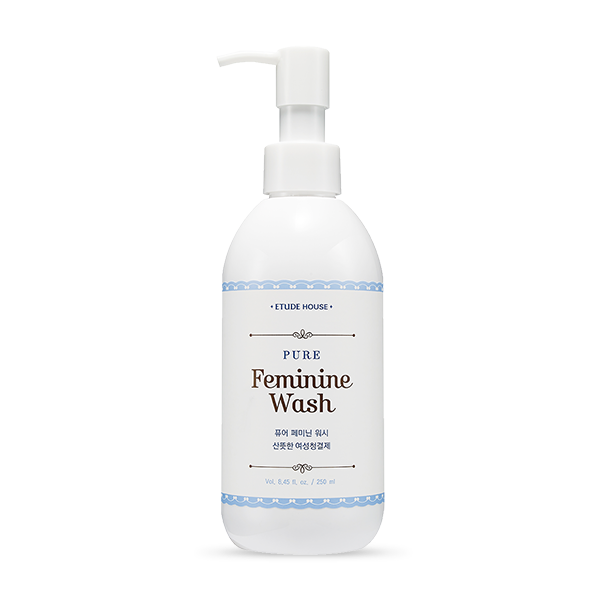 • ETUDE HOUSE •
PURE
Feminine
Wash
퓨어 페미닌 워시
산뜻한 여성청결제
Vol. 8.45 fl. oz. / 250 ml